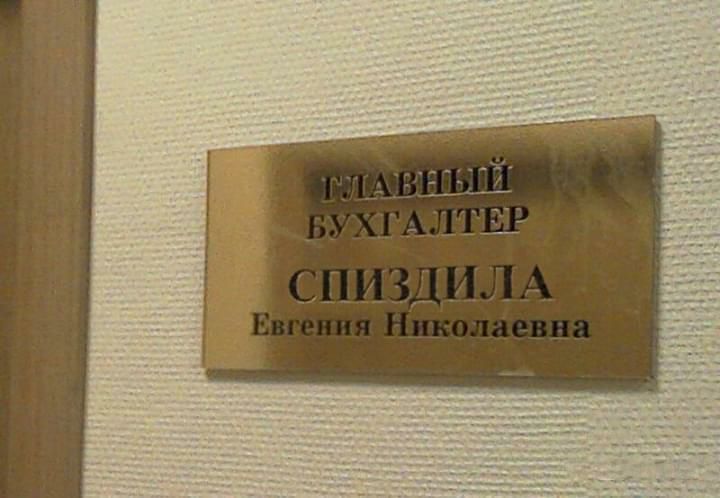 ГЛАВНЫЙ
БУХГАЛТЕР
СПИЗДИЛА
Евгения Николаевна